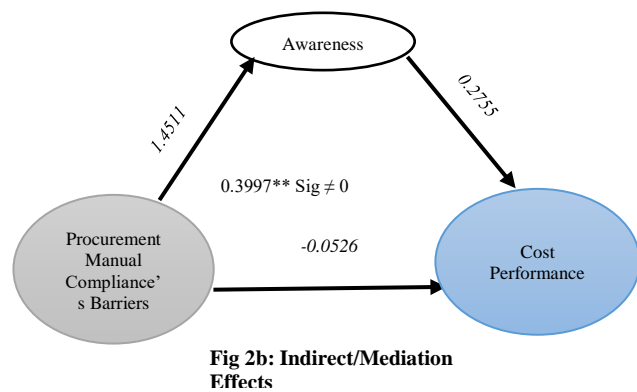 Awareness
1.4511
0.2755
0.3997** Sig ≠ 0
-0.0526
Procurement
Manual
Compliance'
s Barriers
Cost
Performance
Fig 2b: Indirect/Mediation
Effects